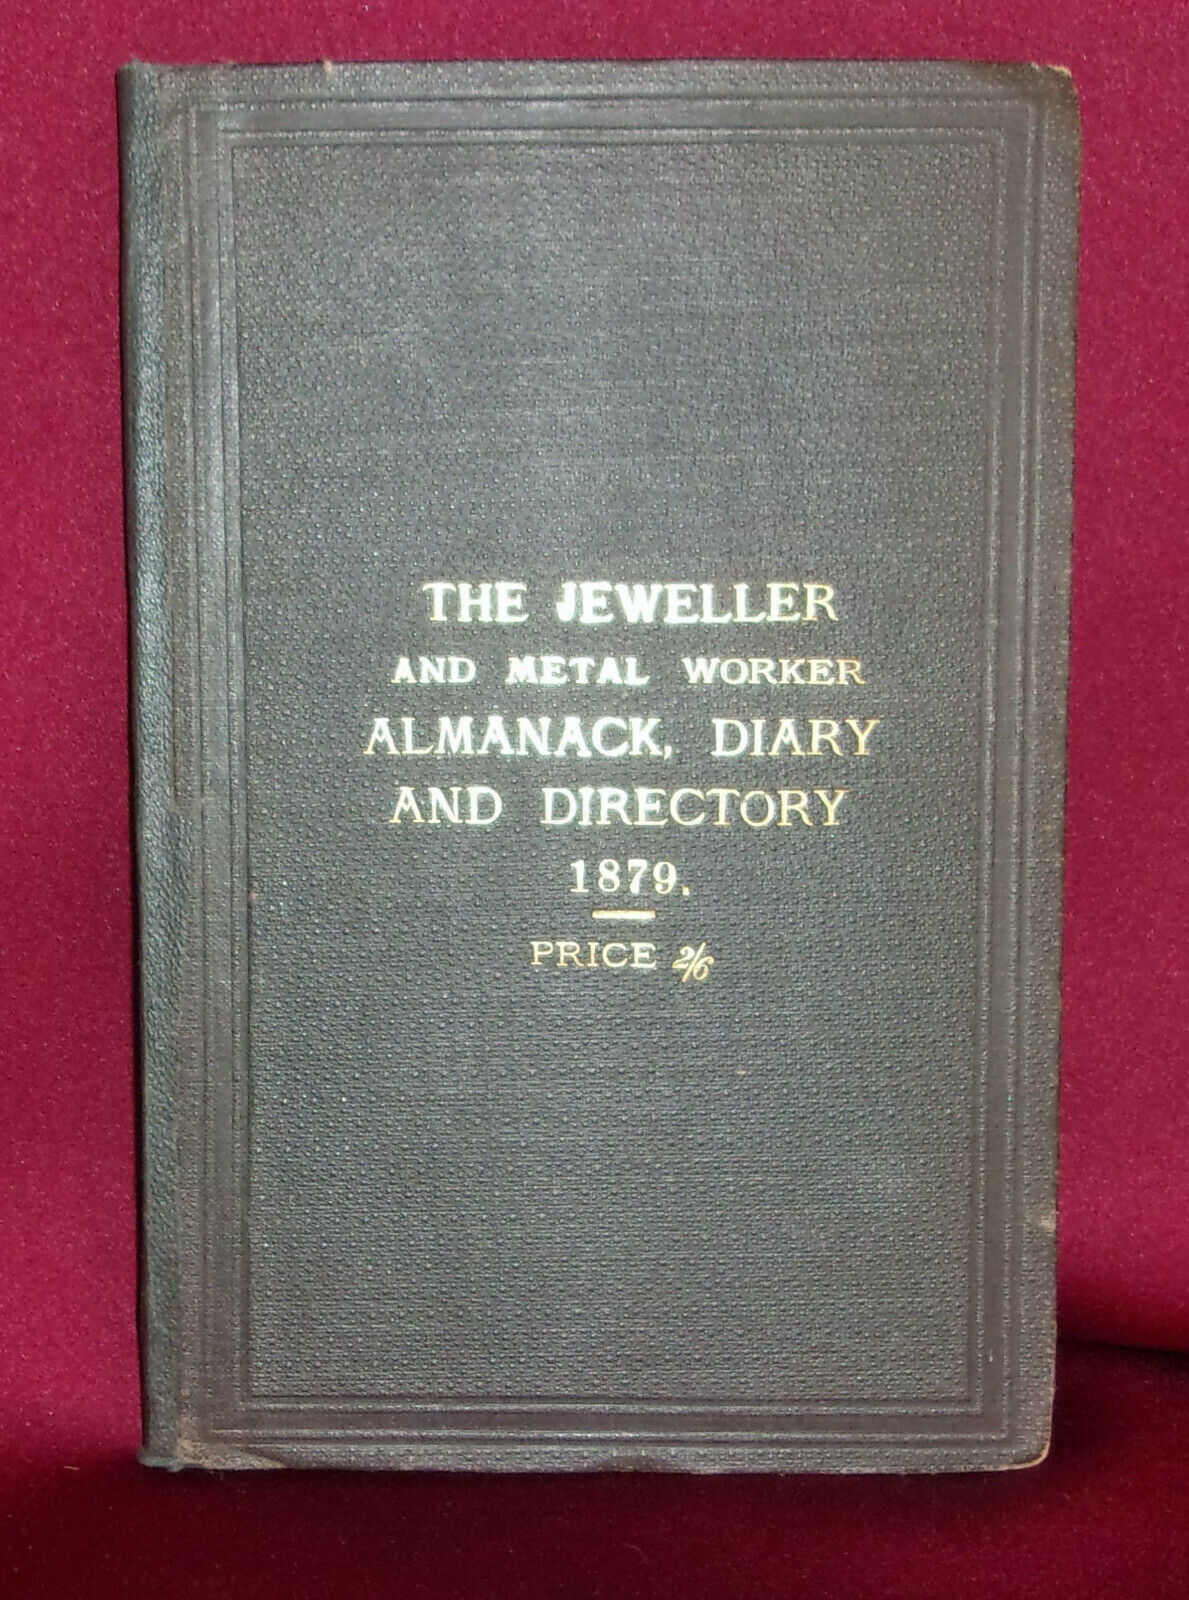 THE JEWELLER
AND METAL WORKER
ALMANACK, DIARY
AND DIRECTORY
1879.
PRICE 2/6